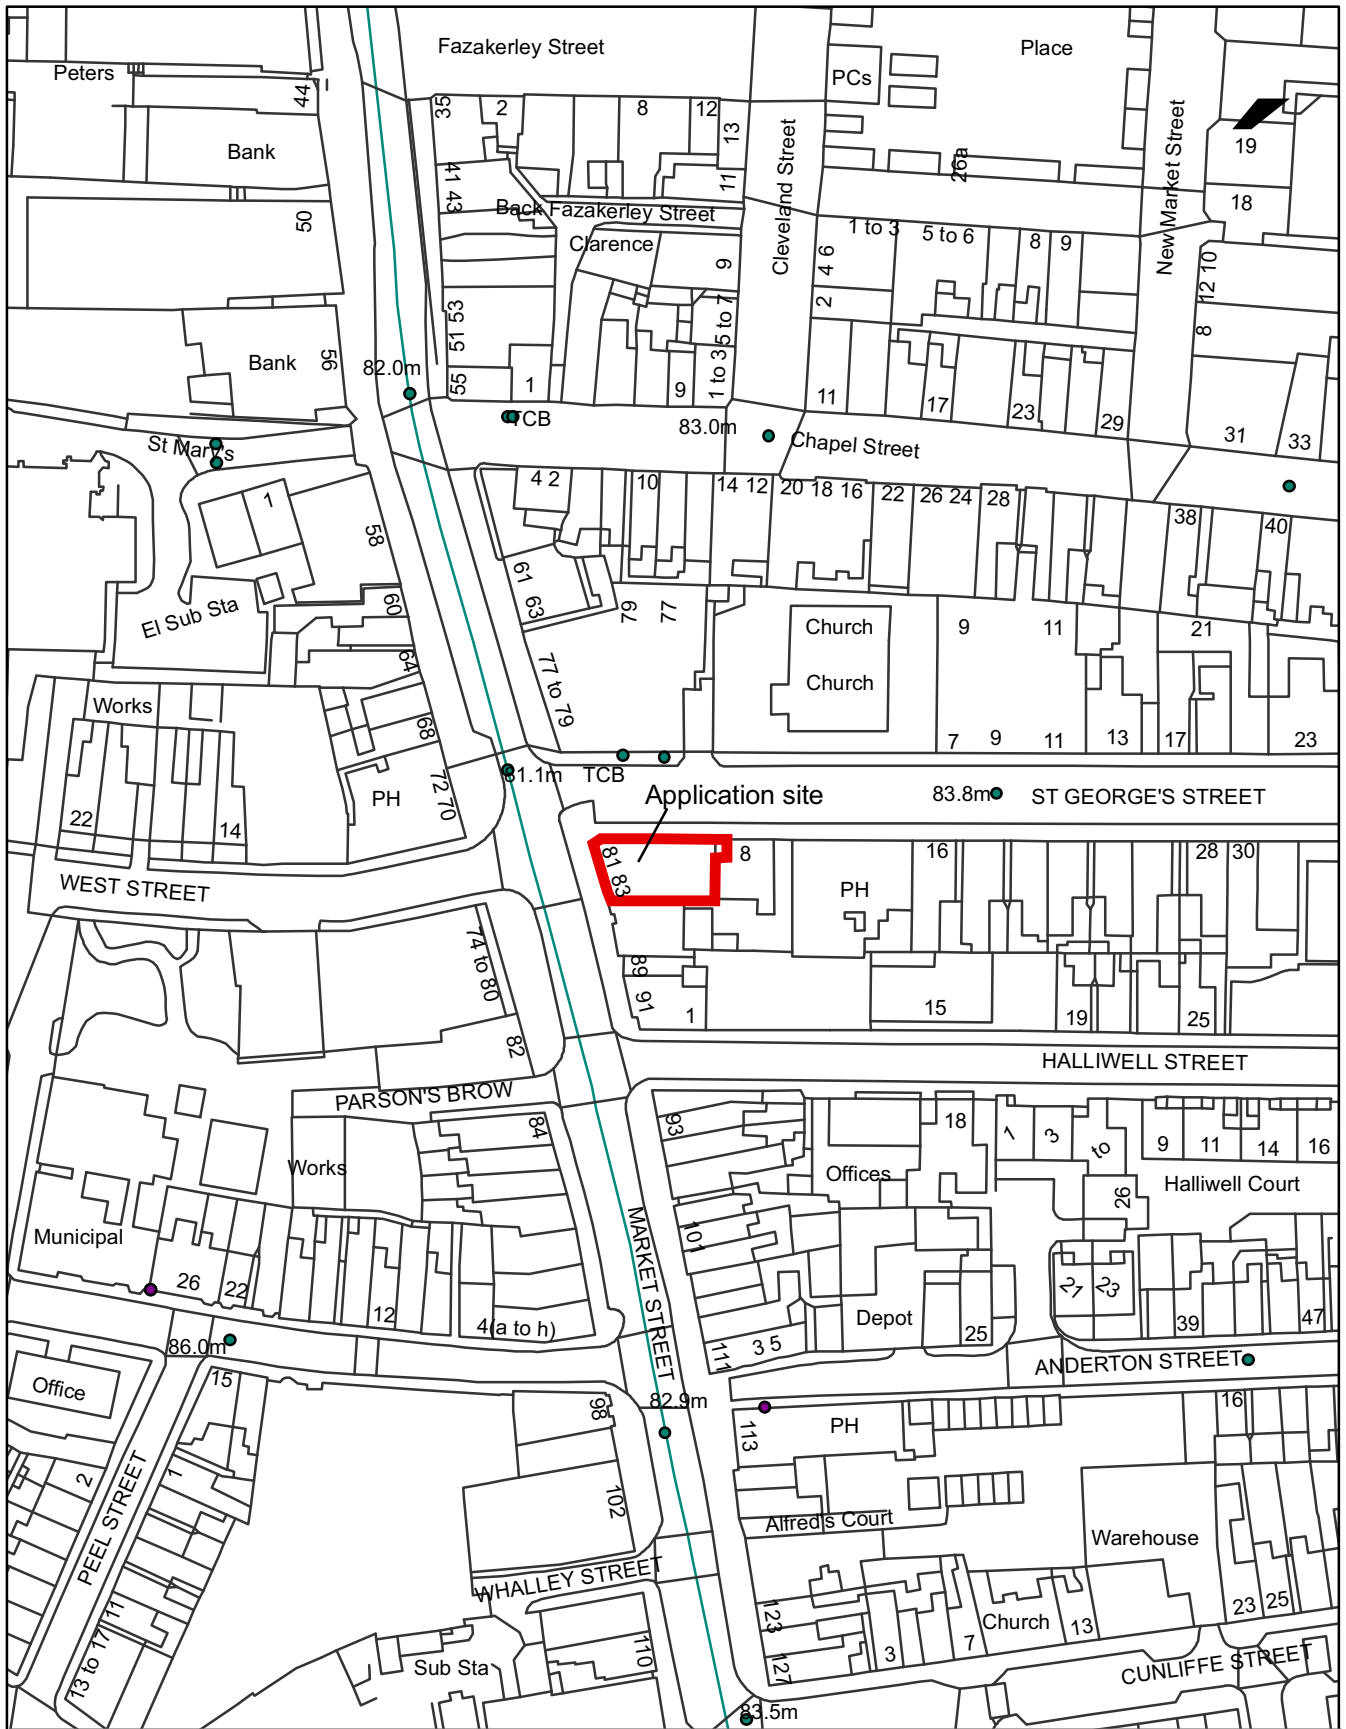 Fazakerley Street
Place
Peters
PCs
44
35
2
8
12
13
New Market Street
19
Bank
Cleveland Street
41 43
11
26a
18
50
Back Fazakerley Street
Clarence
1 to 3
5 to 6
8
9
9
4 6
12 10
2
51 53
5 to 7
8
56
Bank
82.0m
55
1
9
1 to 3
11
17
23
29
31
33
TCB
83.0m
Chapel Street
St Mary's
1
4 2
10
14 12
20 18 16
22
26 24
28
11
38
40
58
61
63
60
El Sub Sta
79
77
Church
9
11
21
64
77 to 79
Church
Works
68
7
9
11
13
17
23
81.1m
TCB
72 70
PH
Application site
83.8m
ST GEORGE'S STREET
22
14
81 83
8
16
28
30
PH
WEST STREET
74 to 80
89
91
1
15
19
25
82
HALLIWELL STREET
PARSON'S BROW
84
93
18
1
3
to
9
11
14
16
Works
Offices
26
Halliwell Court
Municipal
MARKET STREET
101
26
22
12
4(a to h)
21
23
Depot
25
39
47
3 5
111
86.0m
ANDERTON STREET
Office
15
98
82.9m
16
113
PH
2
PEEL STREET
1
102
Alfred's Court
Warehouse
WHALLEY STREET
11
123
23
25
Church
13
3
7
13 to 17
Sub Sta
110
127
CUNLIFFE STREET
83.5m